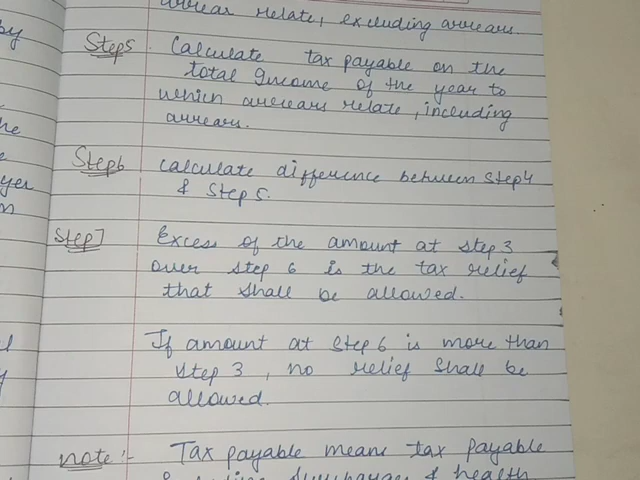 by
arrear relate, excluding arrears.
Step5 Calculate tax payable on the
total Income of the year to
which arrears relate, including
arrears.
Step6 Calculate difference between Step4
& Step 5.
yer
Step7 Excess of the amount at Step 3
over Step 6 is the tax relief
that shall be allowed.
If amount at Step 6 is more than
Step 3, no relief shall be
allowed.
note:- Tax payable means tax payable
& health